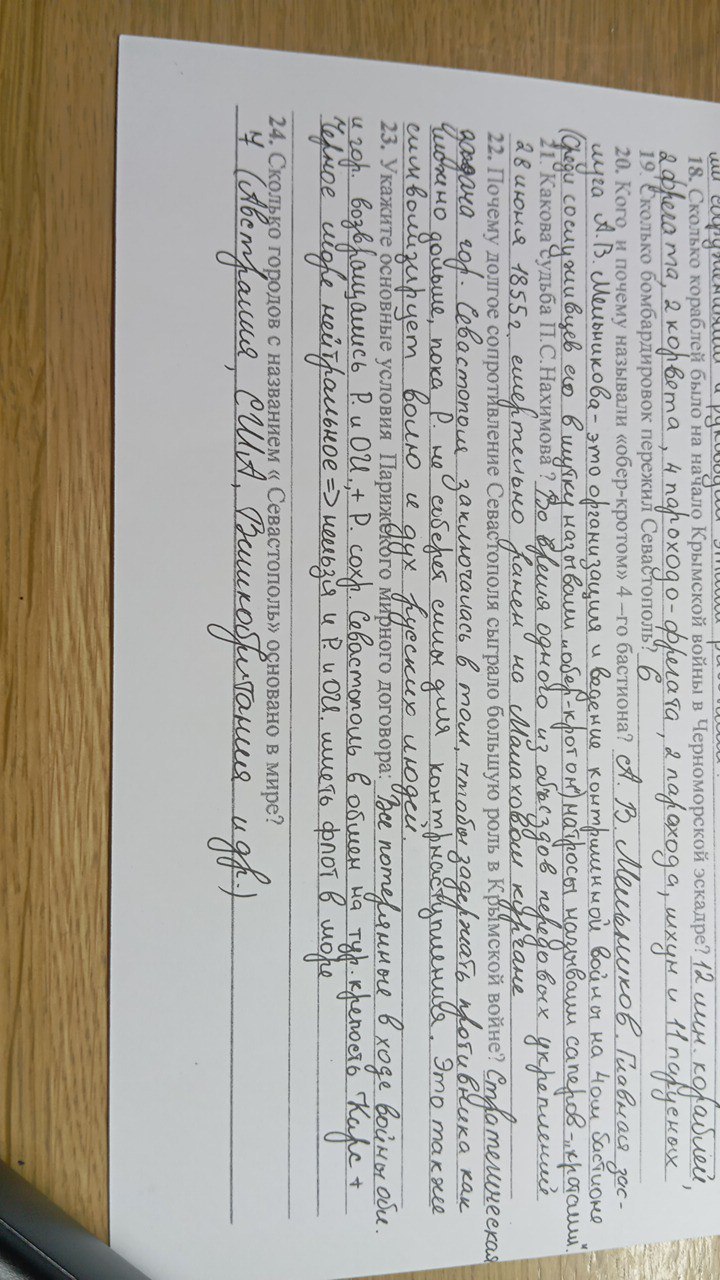 ми сооружениями и руководил этими работами.
18. Сколько кораблей было на начало Крымской войны в Черноморской эскадре? 12 лин. кораблей,
2 фрегата, 2 корвета, 4 пароходо-фрегата, 2 парохода, шхун и 11 парусных
19. Сколько бомбардировок пережил Севастополь? 6
20. Кого и почему называли «обер-кротом» 4 –го бастиона? А. В. Мельников. Главная зас-
луга А.В. Мельникова - это организация и ведение контрминной войны на 4ом бастионе
(Среди сослуживцев его в шутку называли „обер-кротом") матросы называли саперов-„кротами".
21. Какова судьба П.С.Нахимова ? Во время одного из объездов передовых укреплений
28 июня 1855г. смертельно ранен на Малаховом кургане
22. Почему долгое сопротивление Севастополя сыграло большую роль в Крымской войне? Стратегическая
задача гор. Севастополя заключалась в том, чтобы задержать противника как
можно дольше, пока Р. не соберет силы для контрнаступления. Это также
символизирует волю и дух русских людей.
23. Укажите основные условия Парижского мирного договора: Все потерянные в ходе войны обл.
и гор. возвращались Р. и ОИ., + Р. сохр. Севастополь в обмен на тур. крепость Карс +
Черное море нейтральное => нельзя и Р. и ОИ. иметь флот в море
24. Сколько городов с названием « Севастополь» основано в мире?
7 (Австралия, США, Великобритания и др.)